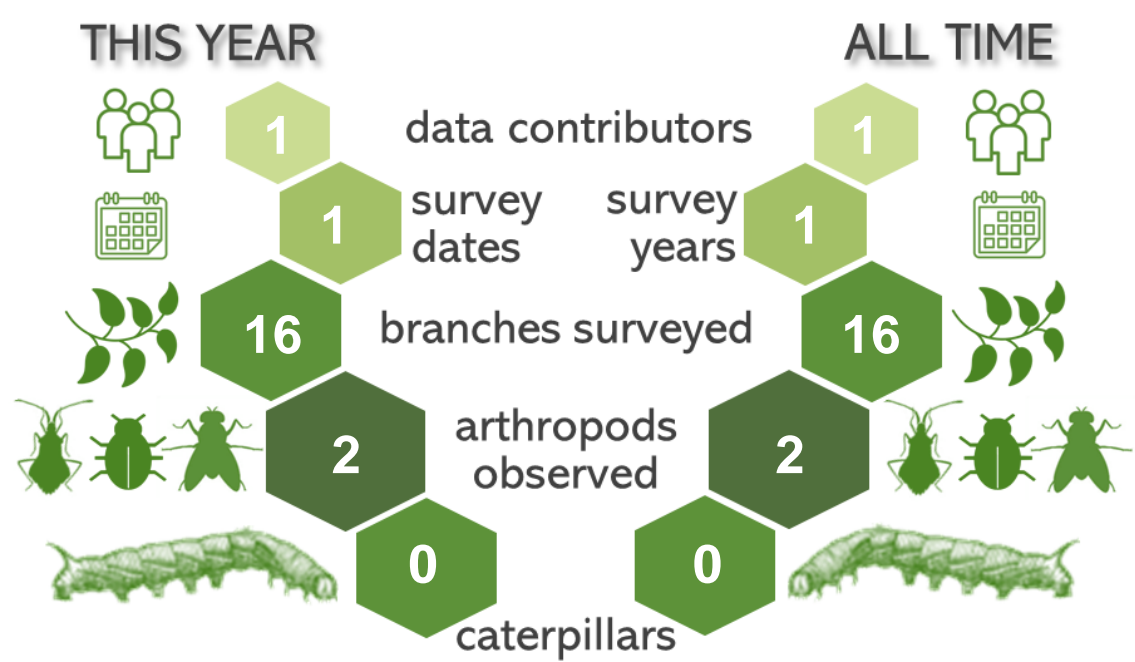 THIS YEAR
ALL TIME
1 data contributors 1
1 survey dates
survey years 1
16 branches surveyed 16
2 arthropods observed 2
0 caterpillars 0